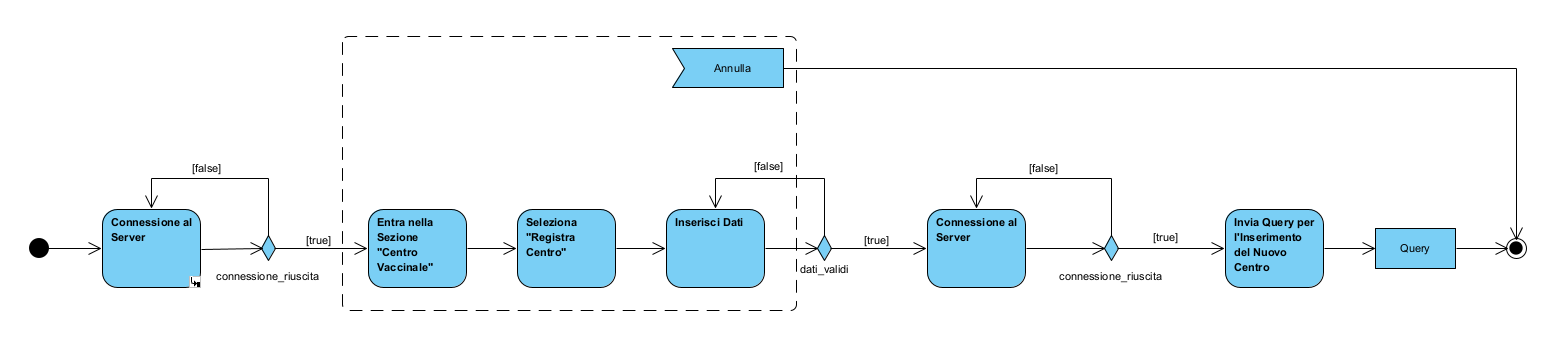 Annulla
[false]
[false]
[false]
Connessione al
Server
[true]
connessione_riuscita
Entra nella
Sezione
"Centro
Vaccinale"
Seleziona
"Registra
Centro"
Inserisci Dati
dati_validi
[true]
Connessione al
Server
[true]
connessione_riuscita
Invia Query per
l'Inserimento
del Nuovo
Centro
Query